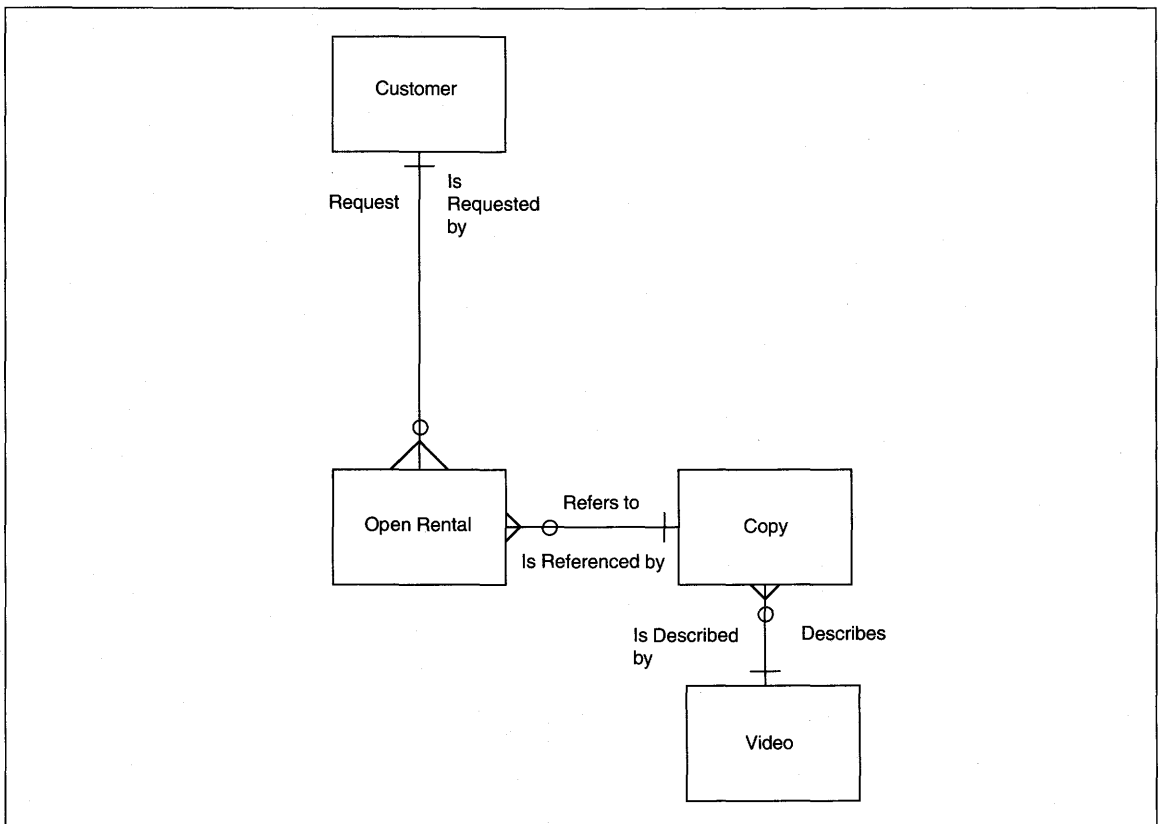 Customer
Request
Is
Requested
by
Open Rental
Refers to
Is Referenced by
Copy
Is Described
by
Describes
Video